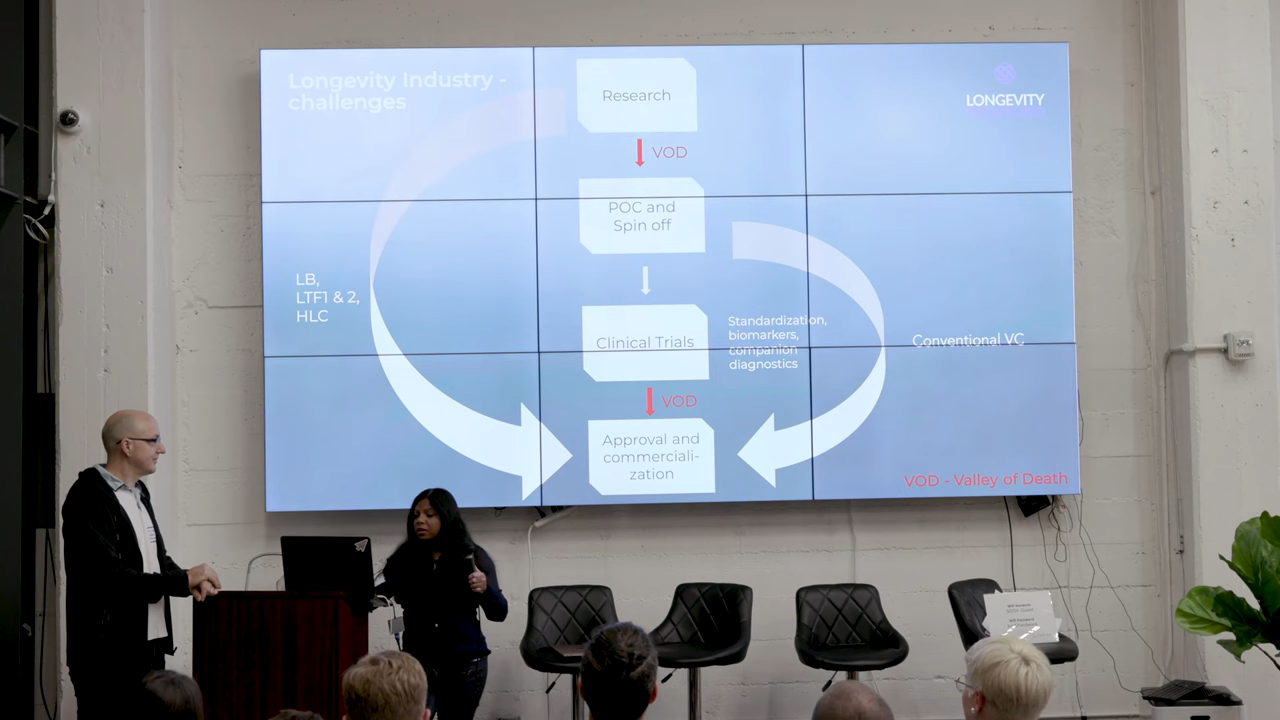 Longevity Industry -
challenges
Research
LONGEVITY
VOD
POC and
Spin off
LB,
LTF1 & 2,
HLC
Standardization,
biomarkers,
companion
diagnostics
Clinical Trials
Conventional VC
VOD
Approval and
commerciali-
zation
VOD - Valley of Death